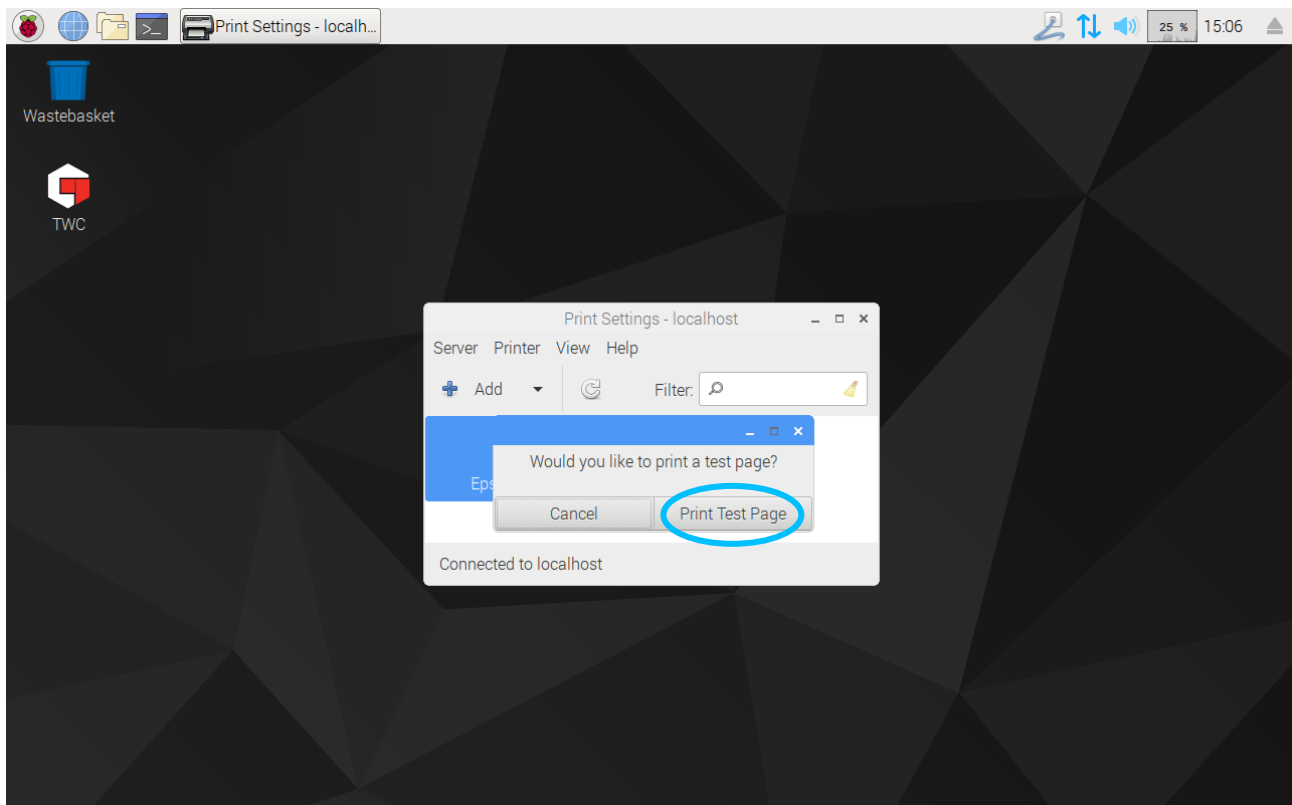 Print Settings - localh...
25 %
15:06
Wastebasket
TWC
Print Settings - localhost
Server Printer View Help
Add
Filter:
Would you like to print a test page?
Eps
Cancel
Print Test Page
Connected to localhost